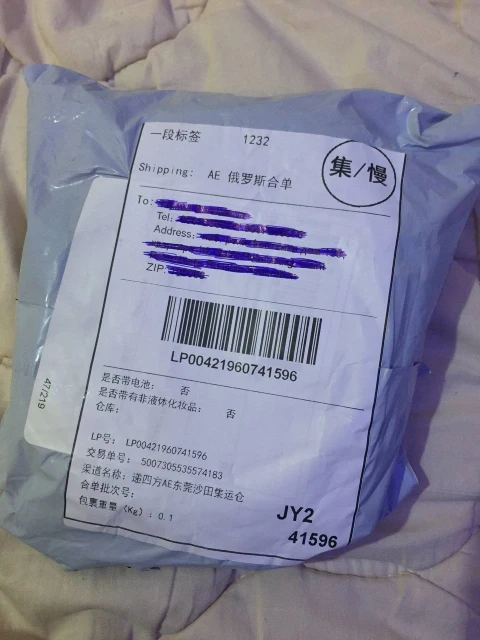 一段标签 1232
集/慢
Shipping: AE 俄罗斯合单
To:
Tel:
Address:
ZIP:
LP00421960741596
是否带电池： 否
是否带有非液体化妆品： 否
仓库：
47/219
LP号： LP00421960741596
交易单号： 5007305535574183
渠道名称：递四方AE东莞沙田集运仓
合单批次号：
包裹重量（Kg）：0.1
JY2
41596